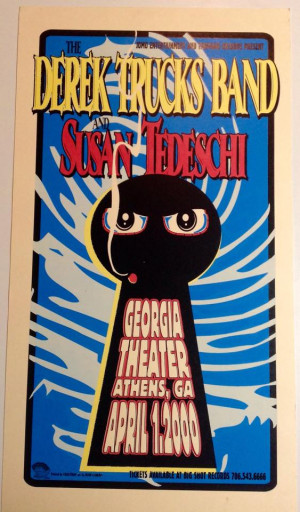 THE
DEREK TRUCKS BAND
AND
SUSAN TEDESCHI
GEORGIA
THEATER
ATHENS, GA
APRIL 1.2000
TICKETS AVAILABLE AT BIG SHOT RECORDS 706.543.6666